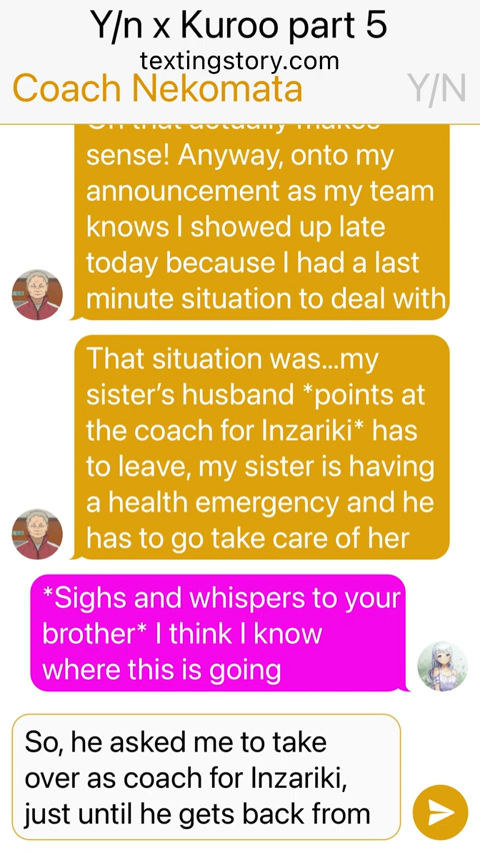 Y/n x Kuroo part 5
textingstory.com
Coach Nekomata
Y/N
Oh that actually makes
sense! Anyway, onto my
announcement as my team
knows I showed up late
today because I had a last
minute situation to deal with
That situation was...my
sister's husband *points at
the coach for Inzariki* has
to leave, my sister is having
a health emergency and he
has to go take care of her
*Sighs and whispers to your
brother* I think I know
where this is going
So, he asked me to take
over as coach for Inzariki,
just until he gets back from